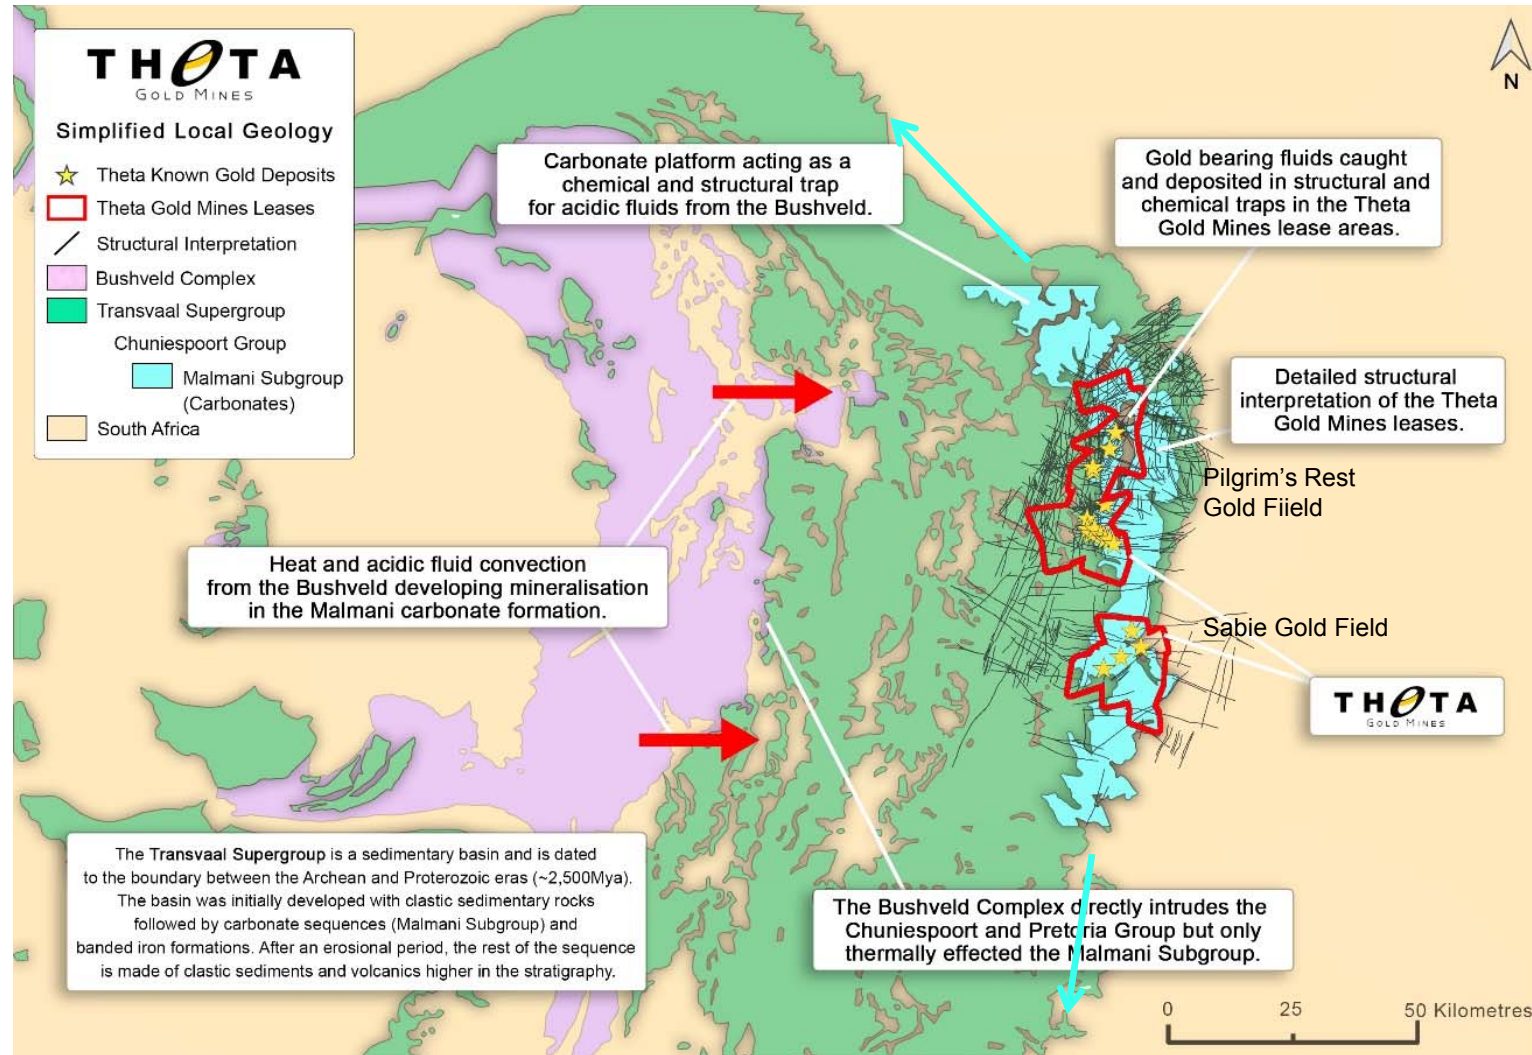 THETA
GOLD MINES
Simplified Local Geology
Theta Known Gold Deposits
Theta Gold Mines Leases
Structural Interpretation
Bushveld Complex
Transvaal Supergroup
Chuniespoort Group
Malmani Subgroup
(Carbonates)
South Africa
Carbonate platform acting as a
chemical and structural trap
for acidic fluids from the Bushveld.
Gold bearing fluids caught
and deposited in structural and
chemical traps in the Theta
Gold Mines lease areas.
N
Detailed structural
interpretation of the Theta
Gold Mines leases.
Pilgrim's Rest
Gold Fiield
Heat and acidic fluid convection
from the Bushveld developing mineralisation
in the Malmani carbonate formation.
Sabie Gold Field
THETA
GOLD MINES
The Transvaal Supergroup is a sedimentary basin and is dated
to the boundary between the Archean and Proterozoic eras (~2,500Mya).
The basin was initially developed with clastic sedimentary rocks
followed by carbonate sequences (Malmani Subgroup) and
banded iron formations. After an erosional period, the rest of the sequence
is made of clastic sediments and volcanics higher in the stratigraphy.
The Bushveld Complex directly intrudes the
Chuniespoort and Pretoria Group but only
thermally effected the Malmani Subgroup.
0 25 50 Kilometres